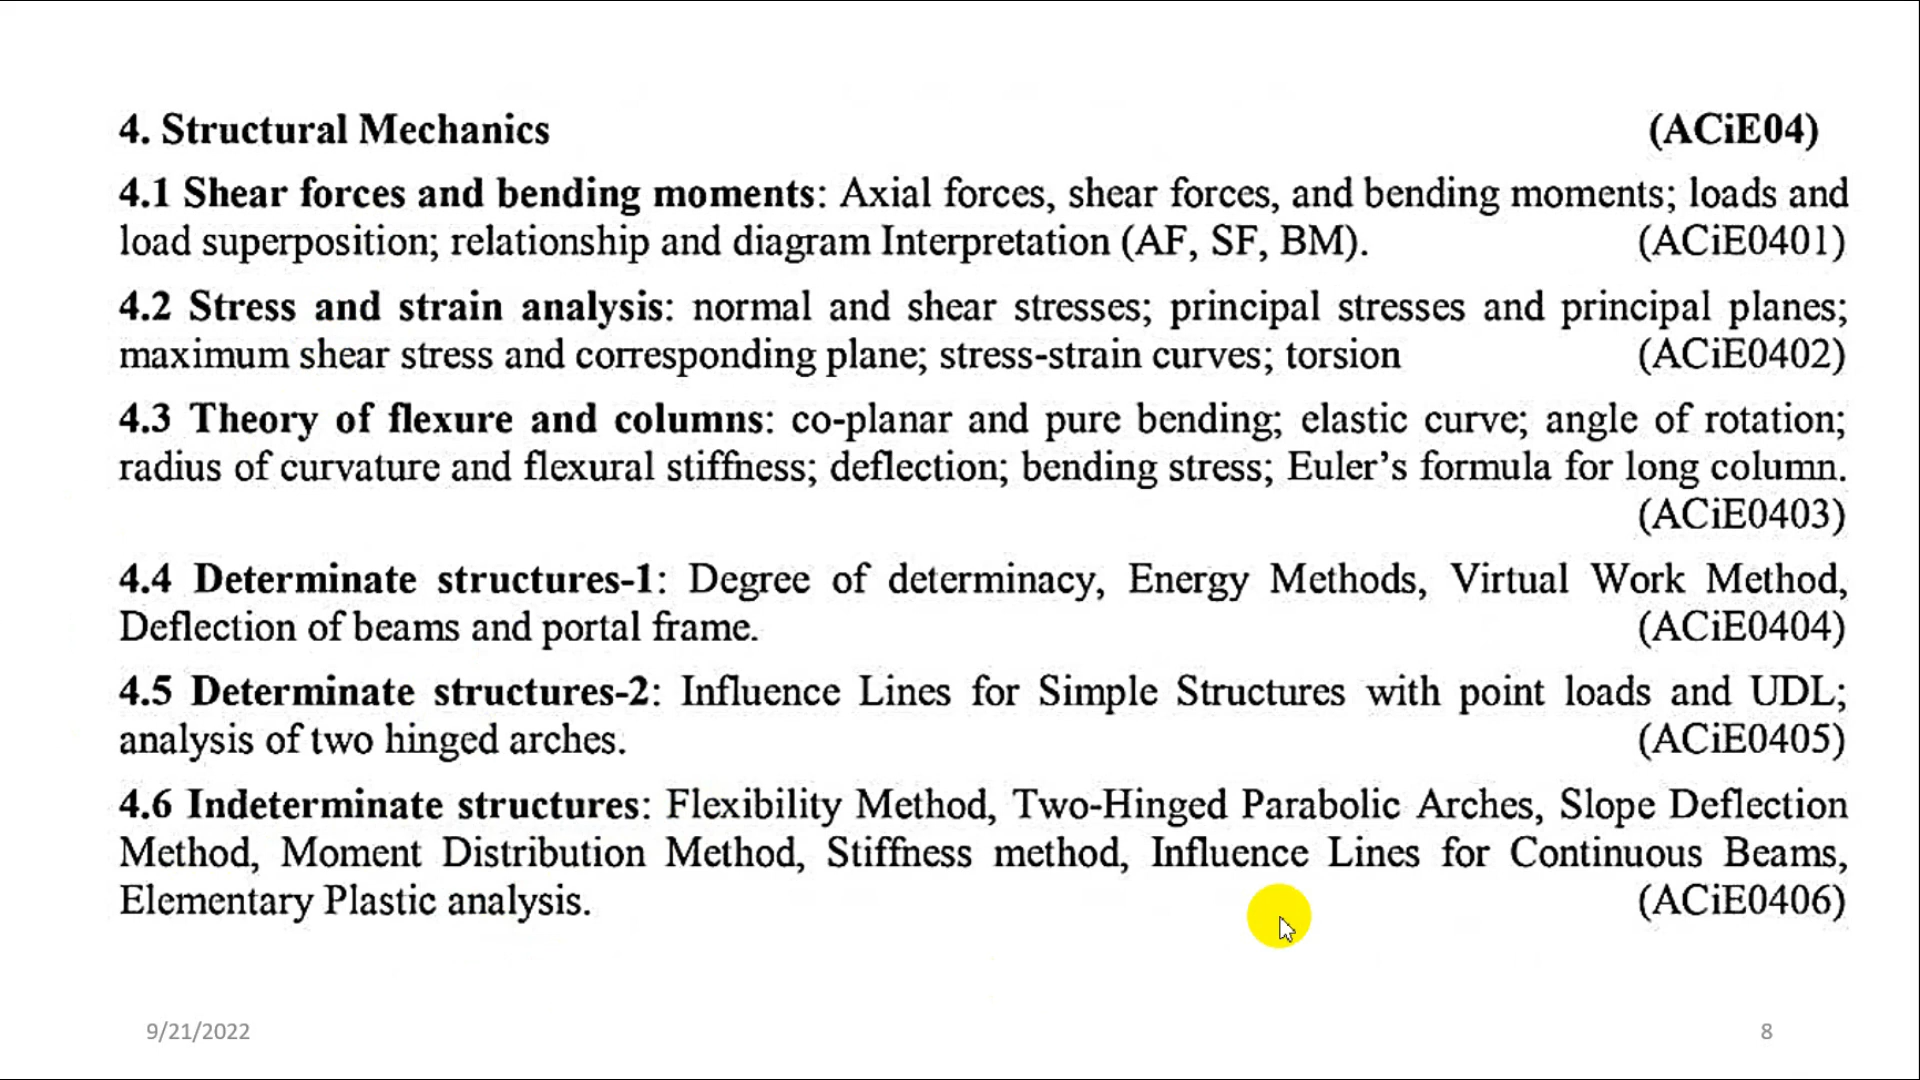 4. Structural Mechanics (ACiE04)
4.1 Shear forces and bending moments: Axial forces, shear forces, and bending moments; loads and
load superposition; relationship and diagram Interpretation (AF, SF, BM). (ACiE0401)
4.2 Stress and strain analysis: normal and shear stresses; principal stresses and principal planes;
maximum shear stress and corresponding plane; stress-strain curves; torsion (ACiE0402)
4.3 Theory of flexure and columns: co-planar and pure bending; elastic curve; angle of rotation;
radius of curvature and flexural stiffness; deflection; bending stress; Euler's formula for long column.
(ACiE0403)
4.4 Determinate structures-1: Degree of determinacy, Energy Methods, Virtual Work Method,
Deflection of beams and portal frame. (ACiE0404)
4.5 Determinate structures-2: Influence Lines for Simple Structures with point loads and UDL;
analysis of two hinged arches. (ACiE0405)
4.6 Indeterminate structures: Flexibility Method, Two-Hinged Parabolic Arches, Slope Deflection
Method, Moment Distribution Method, Stiffness method, Influence Lines for Continuous Beams,
Elementary Plastic analysis. (ACiE0406)
9/21/2022 8